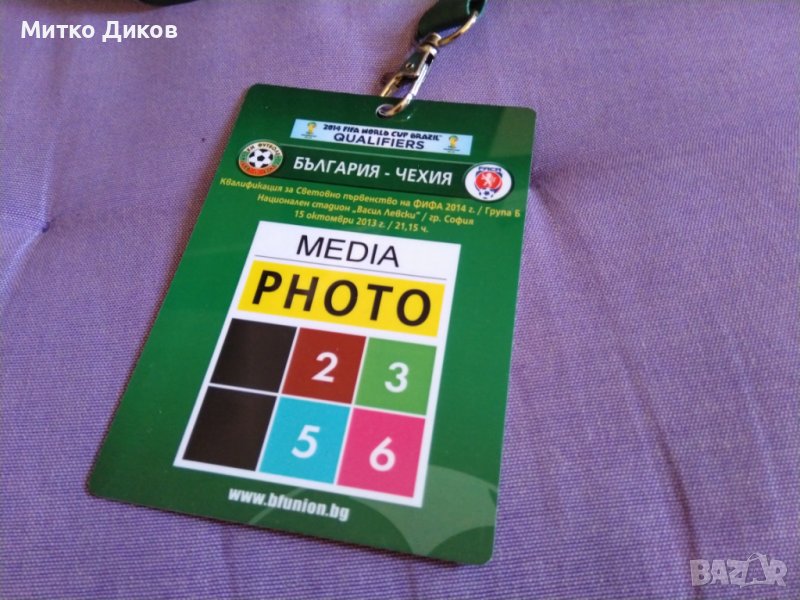 Митко Диков
2014 FIFA WORLD CUP BRAZIL
QUALIFIERS
БЪЛГАРИЯ - ЧЕХИЯ
Квалификация за Световно първенство на ФИФА 2014 г. / Група Б
Национален стадион „Васил Левски" / гр. София
15 октомври 2013 г. / 21,15 ч.
MEDIA
PHOTO
2 3
5 6
www.bfunion.bg
BAZAR